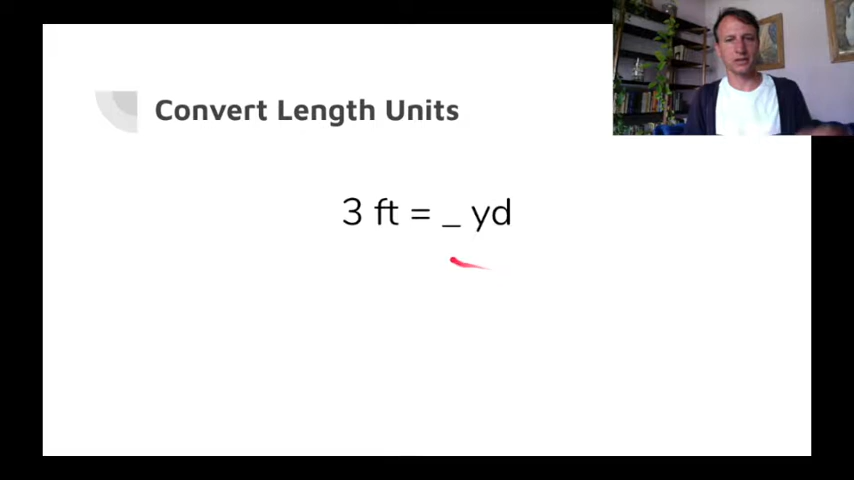 Convert Length Units
3 ft = _ yd